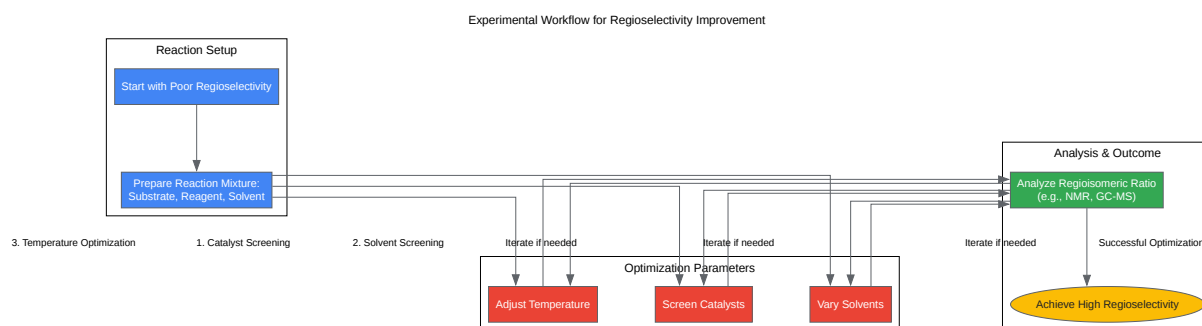 Experimental Workflow for Regioselectivity Improvement
Reaction Setup
Start with Poor Regioselectivity
Prepare Reaction Mixture:
Substrate, Reagent, Solvent
Analysis & Outcome
Analyze Regioisomeric Ratio
(e.g., NMR, GC-MS)
3. Temperature Optimization
1. Catalyst Screening
2. Solvent Screening
Iterate if needed
Iterate if needed
Iterate if needed
Successful Optimization
Optimization Parameters
Adjust Temperature
Screen Catalysts
Vary Solvents
Achieve High Regioselectivity